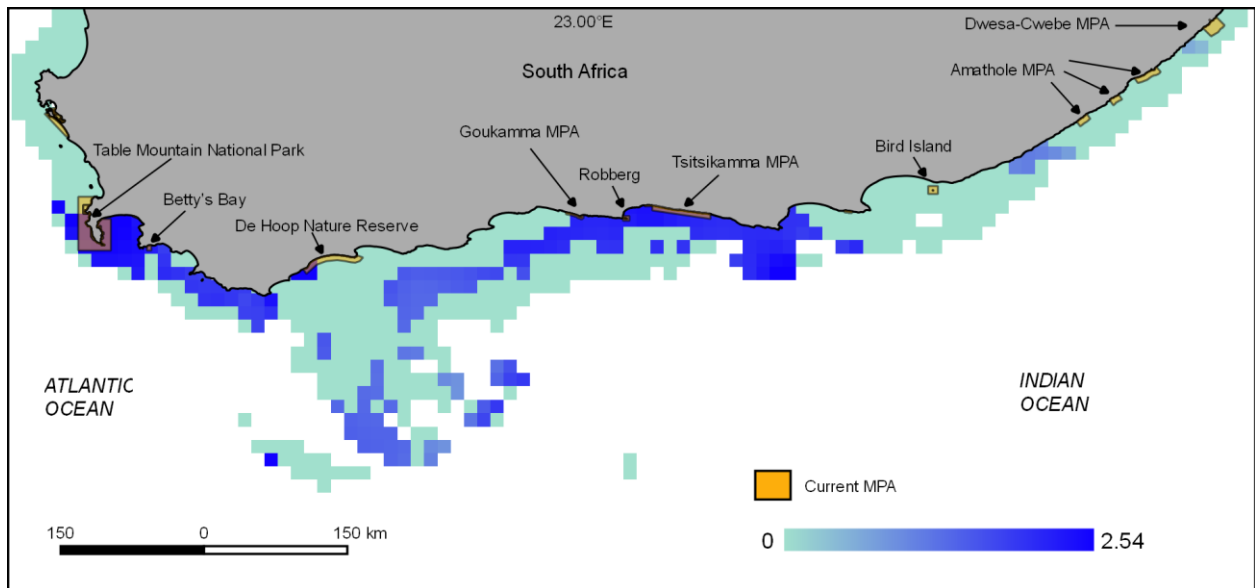 23.00°E
Dwesa-Cwebe MPA
South Africa
Amathole MPA
Goukamma MPA
Table Mountain National Park
Robberg
Tsitsikamma MPA
Bird Island
Betty's Bay
De Hoop Nature Reserve
ATLANTIC
OCEAN
INDIAN
OCEAN
Current MPA
150 0 150 km
0 2.54